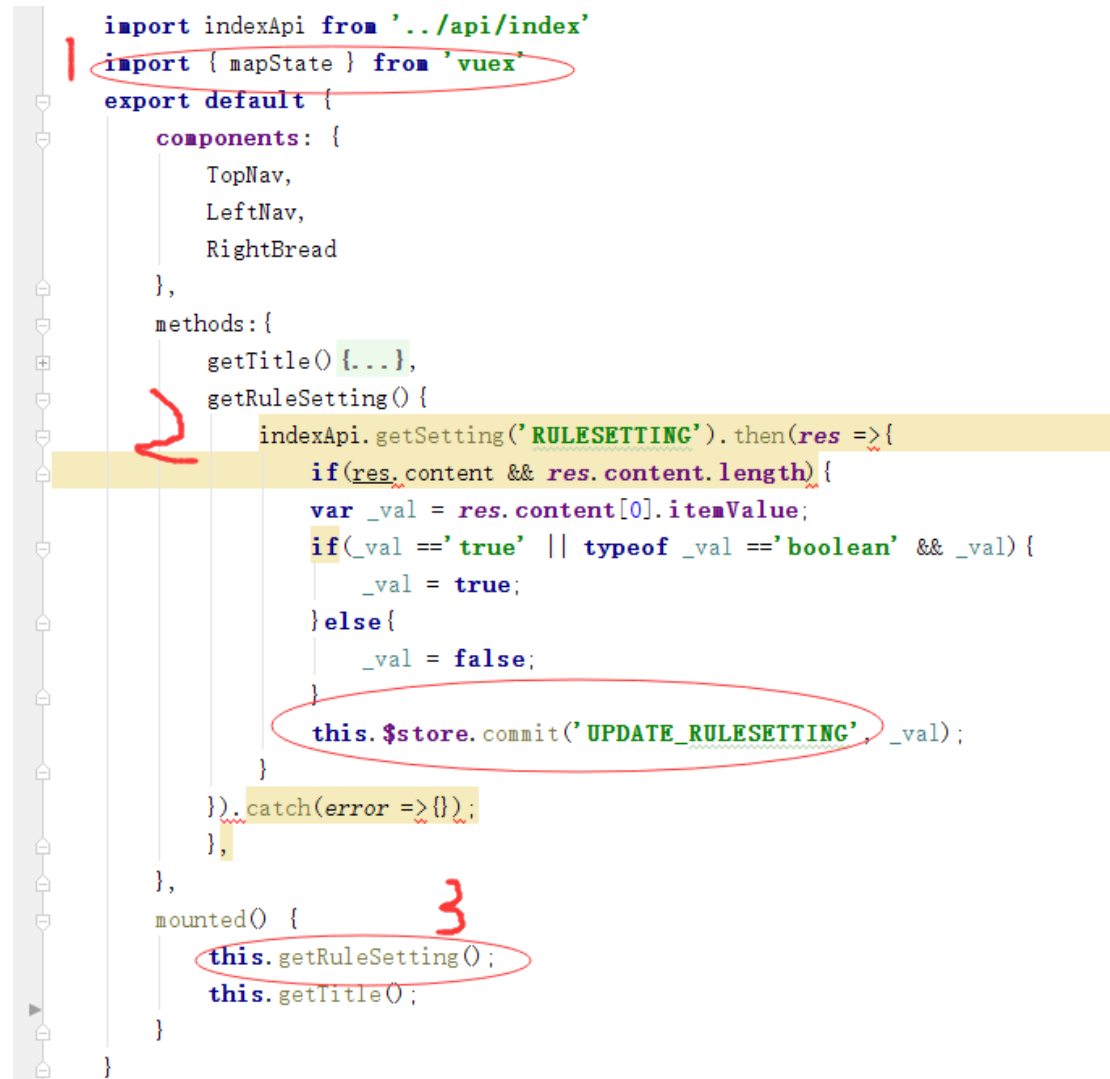 import indexApi from '../api/index'
1
import { mapState } from 'vuex'
export default {
components: {
TopNav,
LeftNav,
RightBread
},
methods:{
getTitle(){...},
getRuleSetting(){
2
indexApi.getSetting('RULESETTING').then(res =>{
if(res.content && res.content.length){
var _val = res.content[0].itemValue;
if(_val =='true' || typeof _val =='boolean' && _val){
_val = true;
}else{
_val = false;
}
this.$store.commit('UPDATE_RULESETTING', _val);
}
}).catch(error =>{});
},
},
3
mounted() {
this.getRuleSetting();
this.getTitle();
}
}